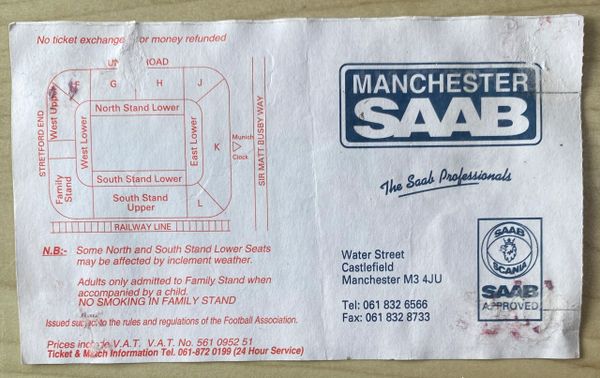 No ticket exchange or money refunded
ROAD
F
G
H
J
West Upper
North Stand Lower
STRETFORD END
West Lower
East Lower
K
Munich
Clock
SIR MATT BUSBY WAY
Family
Stand
South Stand Lower
South Stand
Upper
L
RAILWAY LINE
N.B:- Some North and South Stand Lower Seats
may be affected by inclement weather.
Adults only admitted to Family Stand when
accompanied by a child.
NO SMOKING IN FAMILY STAND
Issued subject to the rules and regulations of the Football Association.
Prices include V.A.T. V.A.T. No. 561 0952 51
Ticket & Match Information Tel. 061-872 0199 (24 Hour Service)
MANCHESTER
SAAB
The Saab Professionals
Water Street
Castlefield
Manchester M3 4JU
Tel: 061 832 6566
Fax: 061 832 8733
SAAB
SCANIA
SAAB
APPROVED